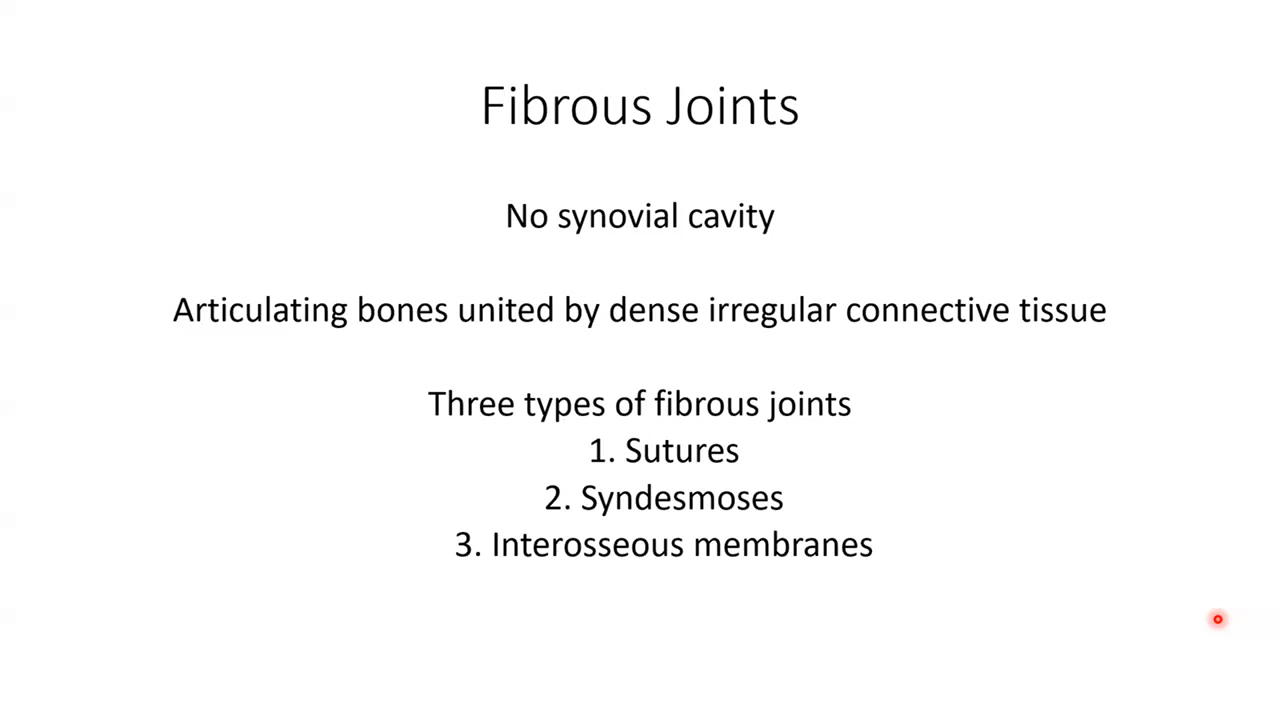 Fibrous Joints
No synovial cavity
Articulating bones united by dense irregular connective tissue
Three types of fibrous joints
1. Sutures
2. Syndesmoses
3. Interosseous membranes